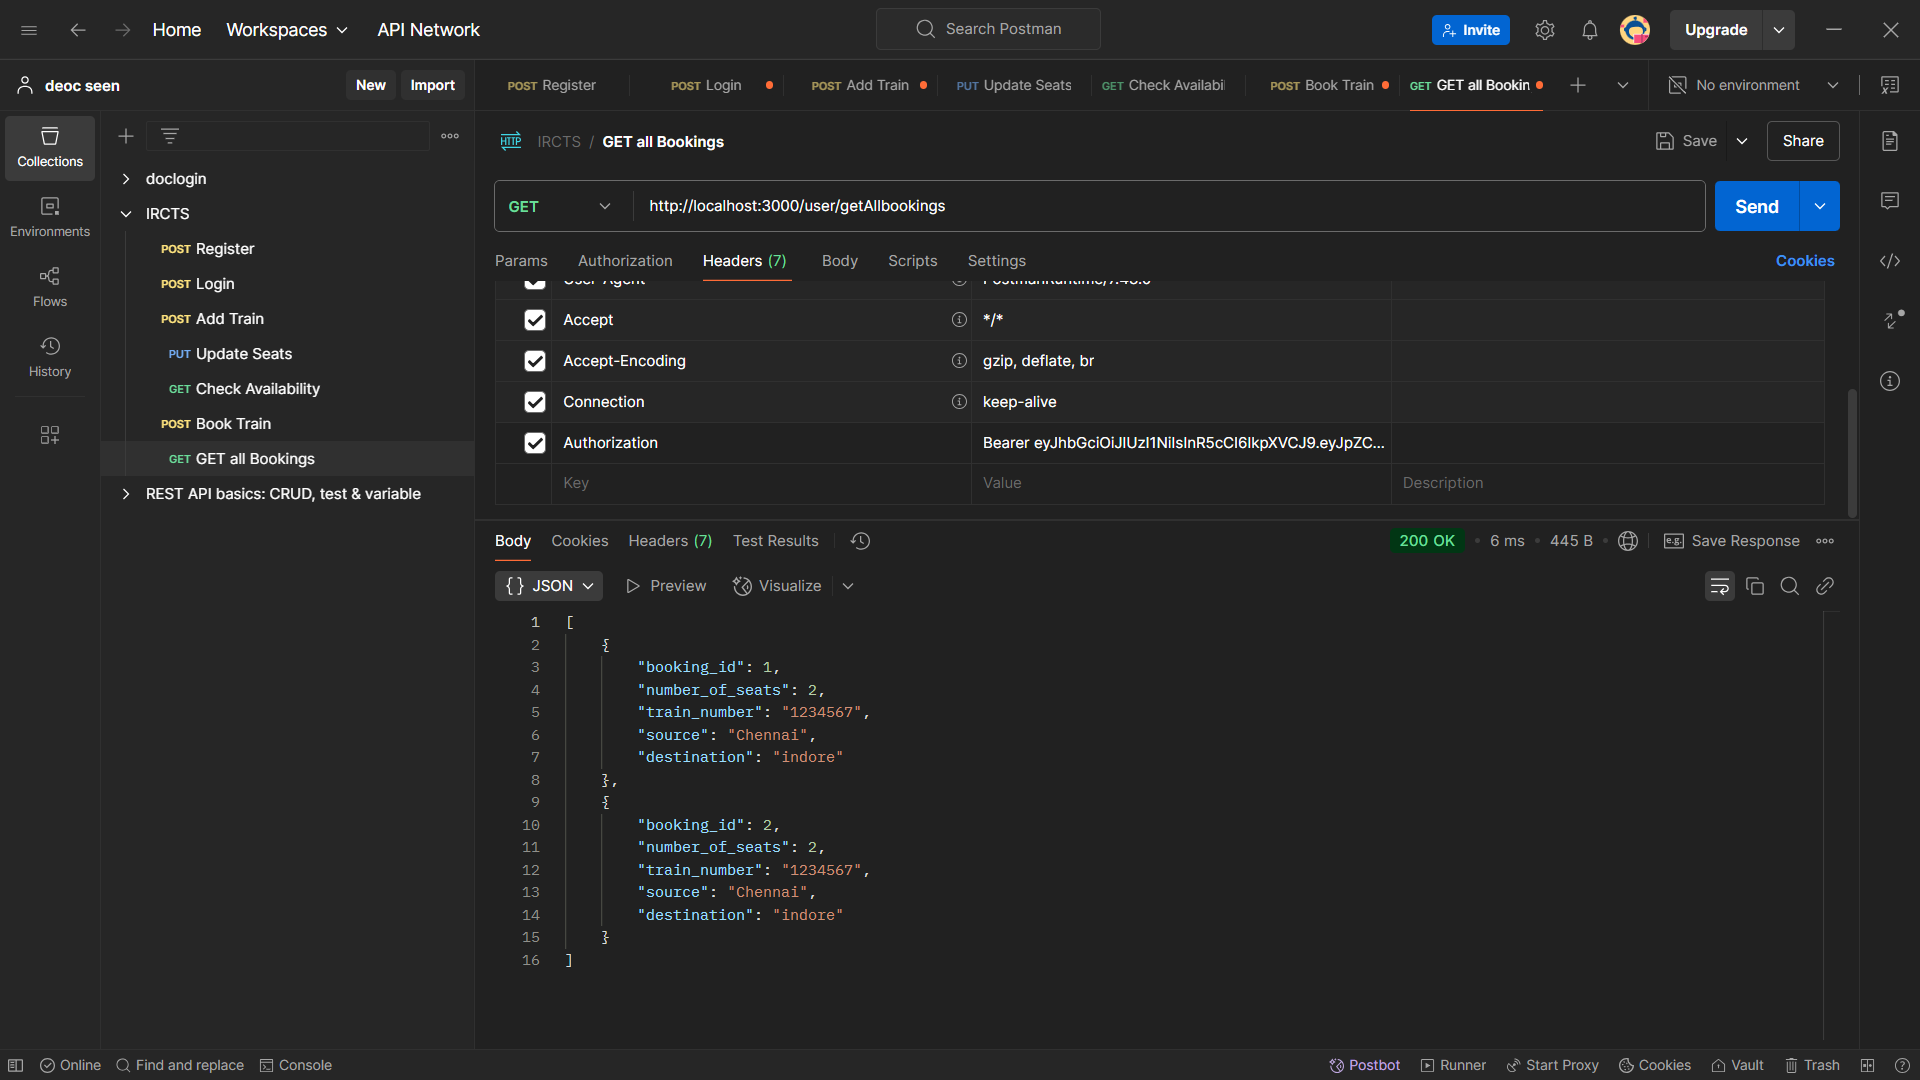 Home
Workspaces
API Network
Search Postman
Invite
Upgrade
deoc seen
New
Import
POST Register
POST Login
POST Add Train
PUT Update Seats
GET Check Availabi
POST Book Train
GET GET all Bookin
No environment
Collections
Environments
Flows
History
doclogin
IRCTS
POST Register
POST Login
POST Add Train
PUT Update Seats
GET Check Availability
POST Book Train
GET GET all Bookings
REST API basics: CRUD, test & variable
HTTP IRCTS / GET all Bookings
Save
Share
GET http://localhost:3000/user/getAllbookings
Send
Params Authorization Headers (7) Body Scripts Settings
Cookies
Accept */*
Accept-Encoding gzip, deflate, br
Connection keep-alive
Authorization Bearer eyJhbGciOiJIUzI1NiIsInR5cCI6IkpXVCJ9.eyJpZC...
Key Value Description
Body Cookies Headers (7) Test Results
200 OK • 6 ms • 445 B
e.g. Save Response
{} JSON Preview Visualize
1 [
2 {
3 "booking_id": 1,
4 "number_of_seats": 2,
5 "train_number": "1234567",
6 "source": "Chennai",
7 "destination": "indore"
8 },
9 {
10 "booking_id": 2,
11 "number_of_seats": 2,
12 "train_number": "1234567",
13 "source": "Chennai",
14 "destination": "indore"
15 }
16 ]
Online
Find and replace
Console
Postbot
Runner
Start Proxy
Cookies
Vault
Trash